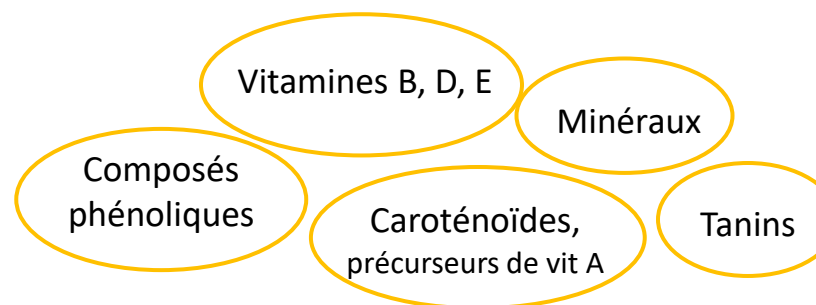 Vitamines B, D, E
Minéraux
Composés
phénoliques
Caroténoïdes,
précurseurs de vit A
Tanins